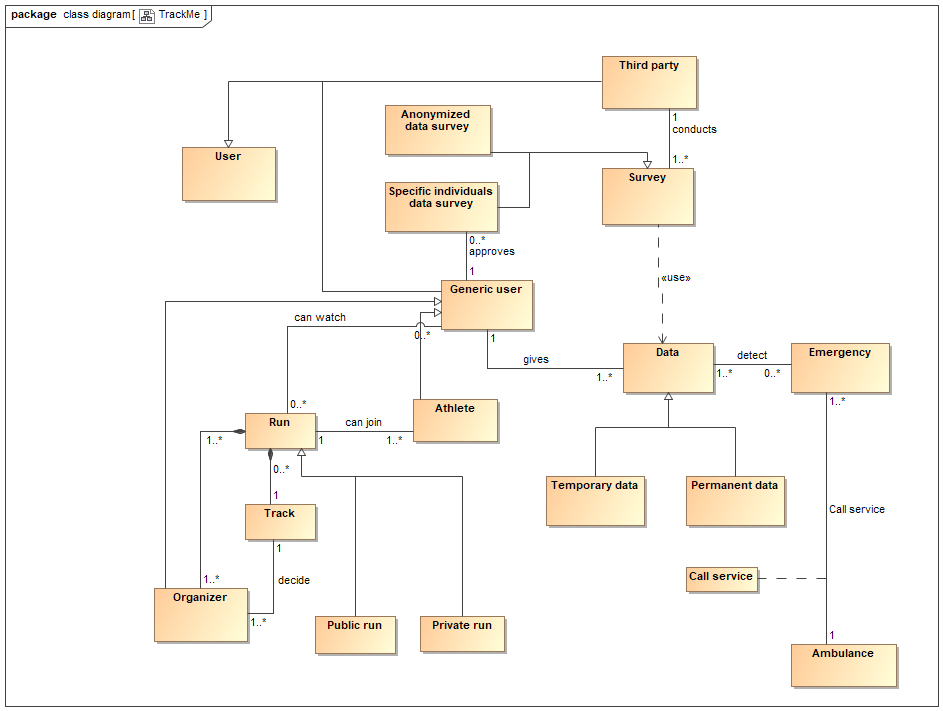 package class diagram[ TrackMe ]
Third party
1
conducts
1..*
Anonymized
data survey
User
Survey
Specific individuals
data survey
0..*
approves
1
«use»
Generic user
can watch
0..*
1
gives
1..*
Data
detect
1..*
0..*
Emergency
1..*
0..*
Athlete
Run
can join
1
1..*
1..*
0..*
1
Track
1
Temporary data
Permanent data
Call service
decide
Call service
1..*
Organizer
1..*
Public run
Private run
1
Ambulance